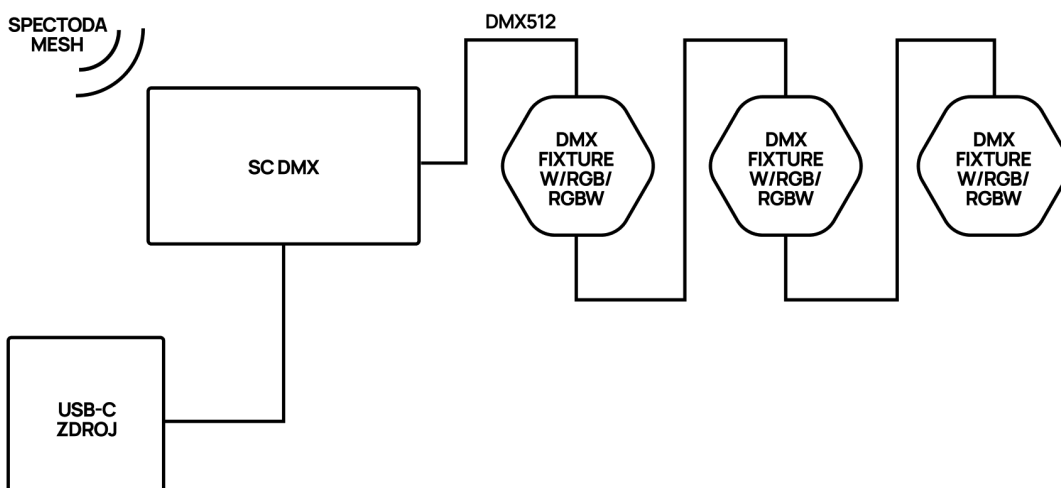 SPECTODA
MESH
DMX512
SC DMX
DMX
FIXTURE
W/RGB/
RGBW
DMX
FIXTURE
W/RGB/
RGBW
DMX
FIXTURE
W/RGB/
RGBW
USB-C
ZDROJ